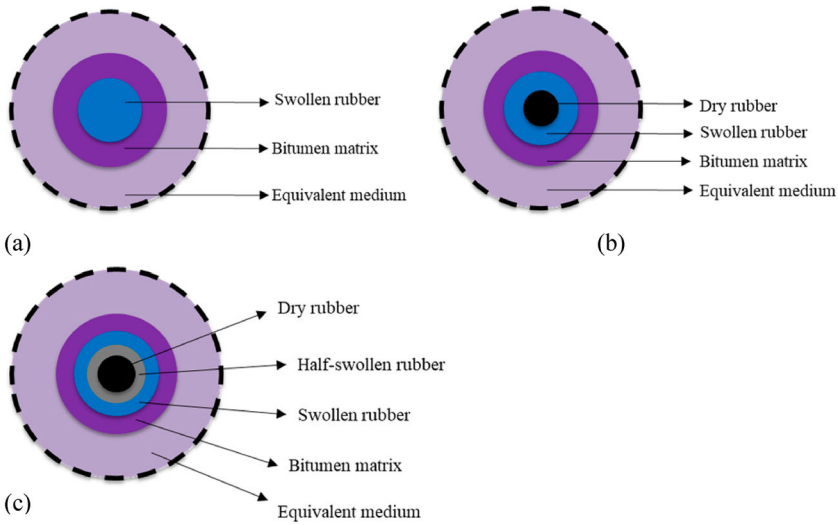 Swollen rubber
Bitumen matrix
Equivalent medium
(a)
Dry rubber
Swollen rubber
Bitumen matrix
Equivalent medium
(b)
Dry rubber
Half-swollen rubber
Swollen rubber
Bitumen matrix
Equivalent medium
(c)